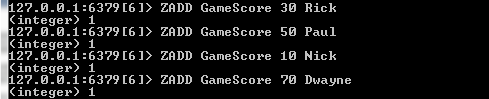 127.0.0.1:6379[6]> ZADD GameScore 30 Rick
(integer) 1
127.0.0.1:6379[6]> ZADD GameScore 50 Paul
(integer) 1
127.0.0.1:6379[6]> ZADD GameScore 10 Nick
(integer) 1
127.0.0.1:6379[6]> ZADD GameScore 70 Dwayne
(integer) 1